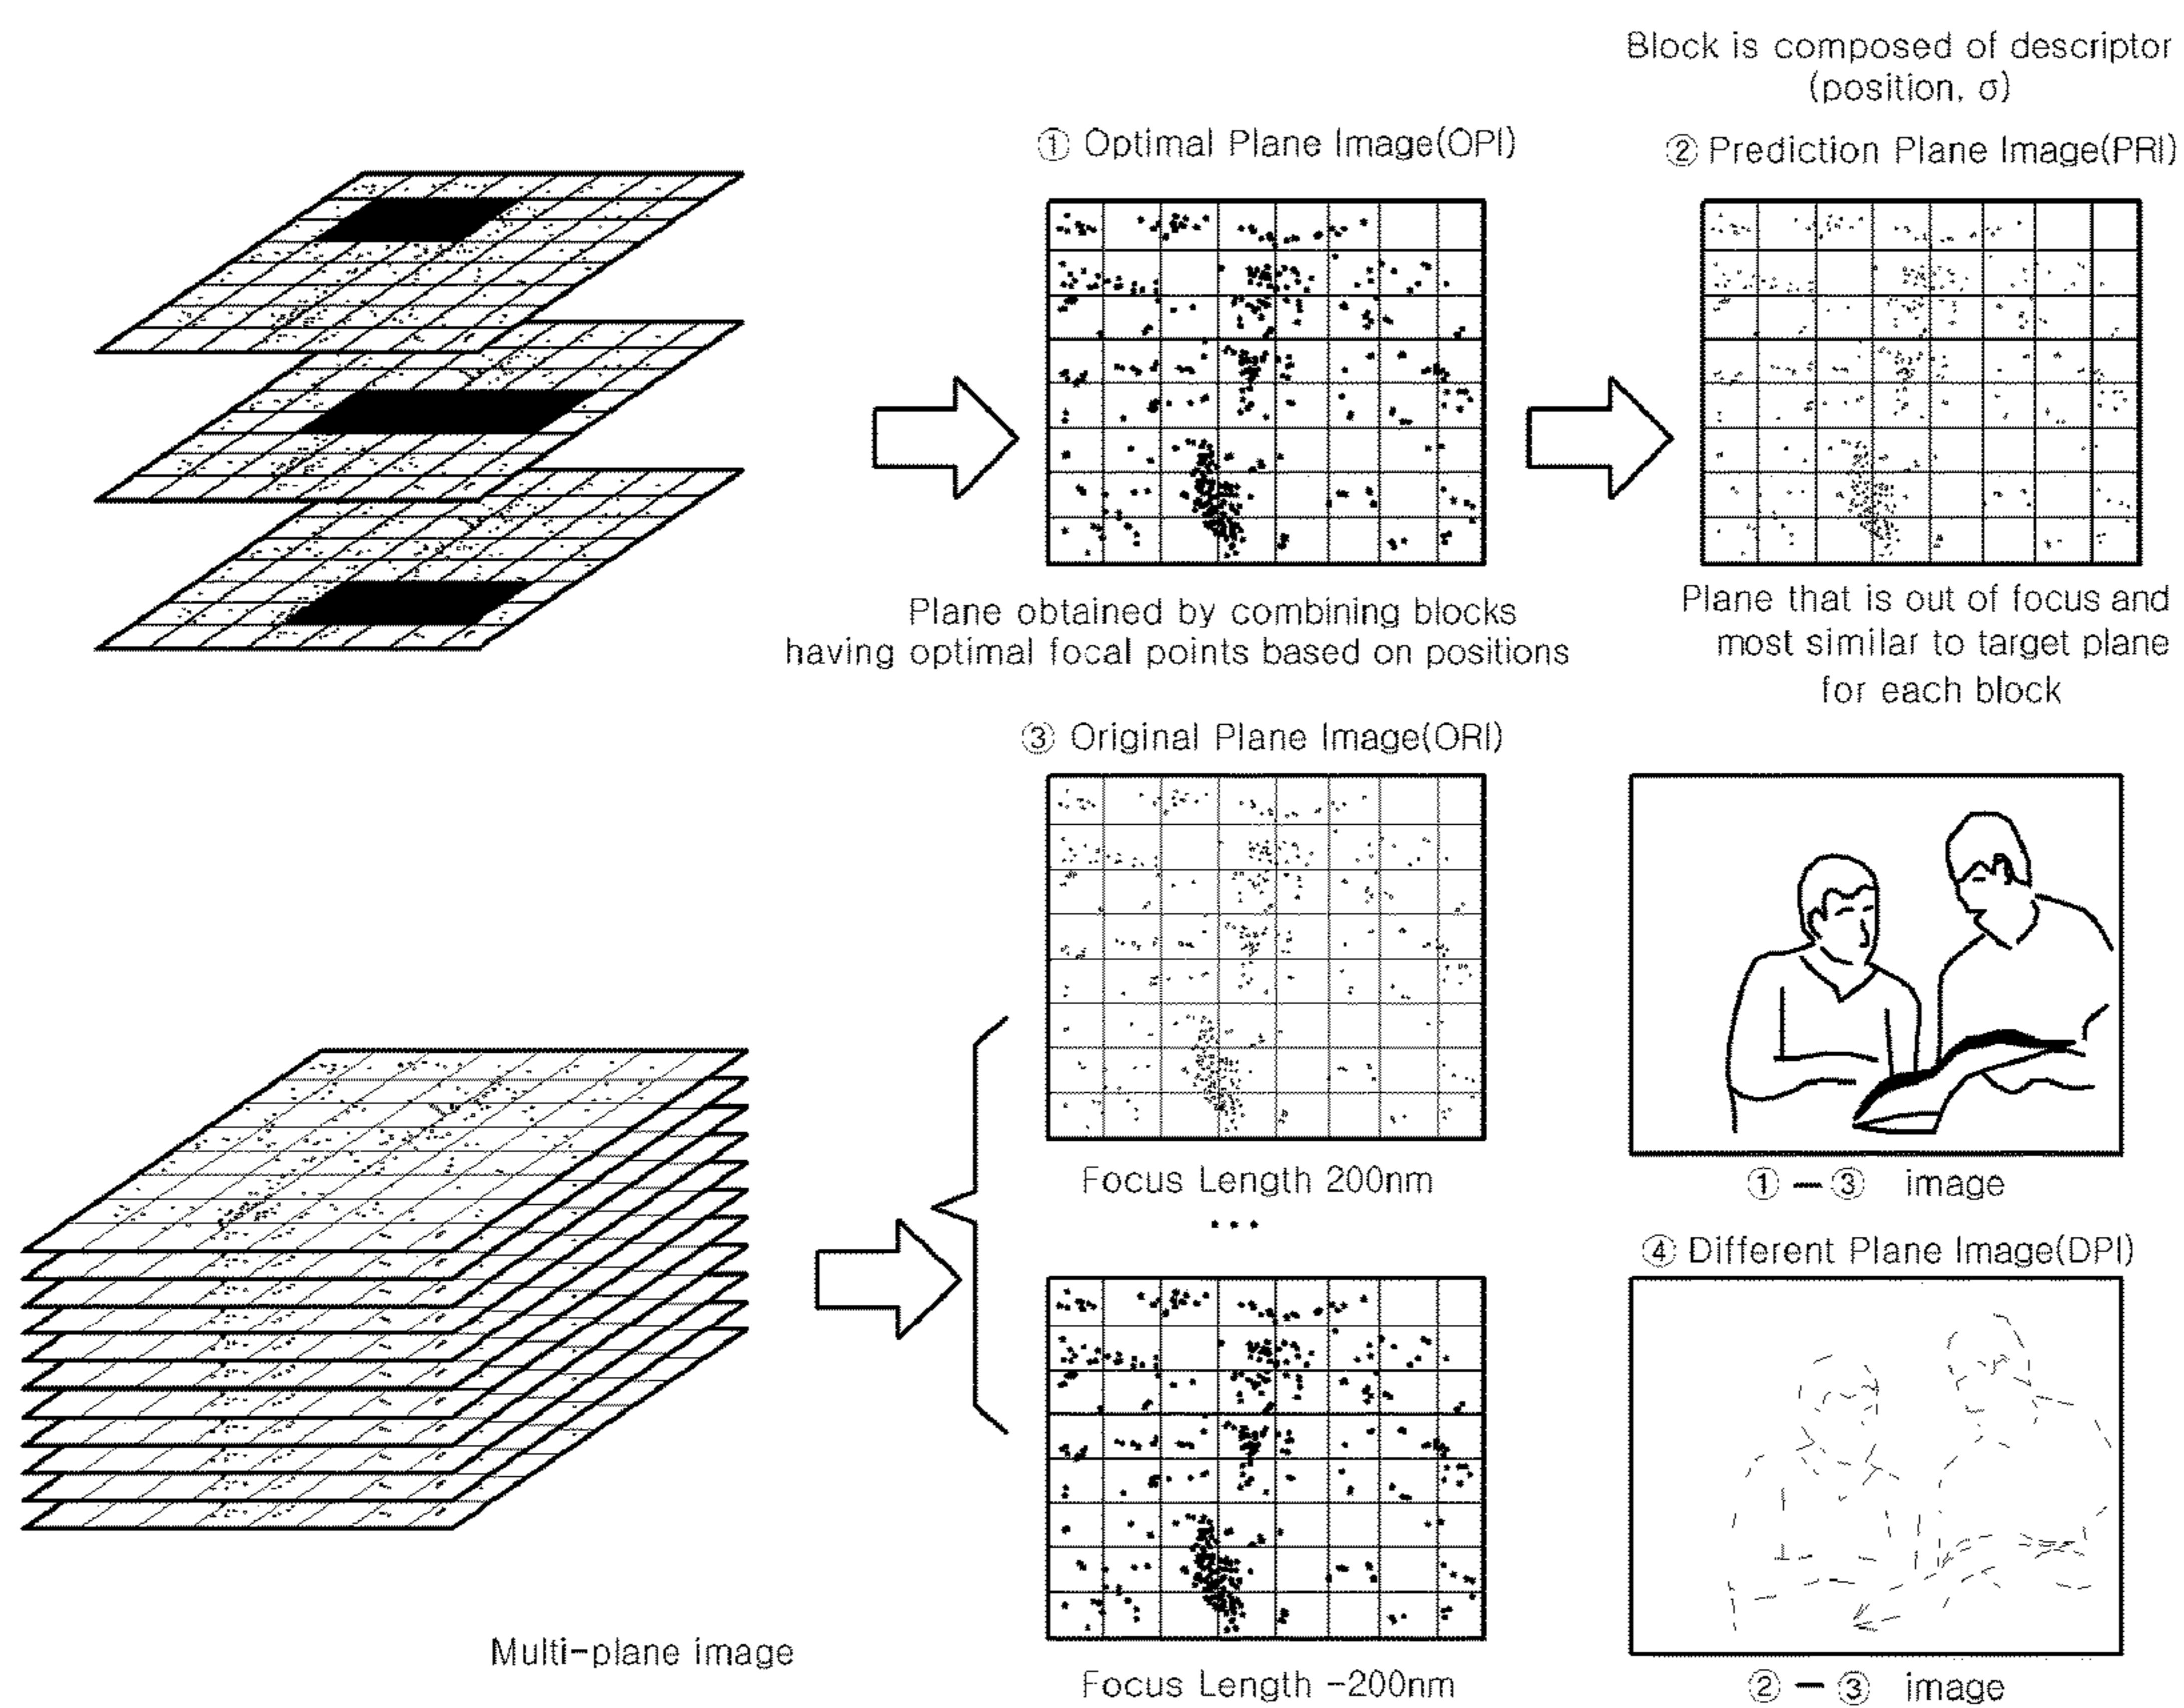 Block is composed of descriptor
(position, σ)
① Optimal Plane Image(OPI)
② Prediction Plane Image(PRI)
Plane obtained by combining blocks
having optimal focal points based on positions
Plane that is out of focus and
most similar to target plane
for each block
③ Original Plane Image(ORI)
Focus Length 200nm
...
① − ③ image
④ Different Plane Image(DPI)
Multi-plane image
Focus Length -200nm
② − ③ image